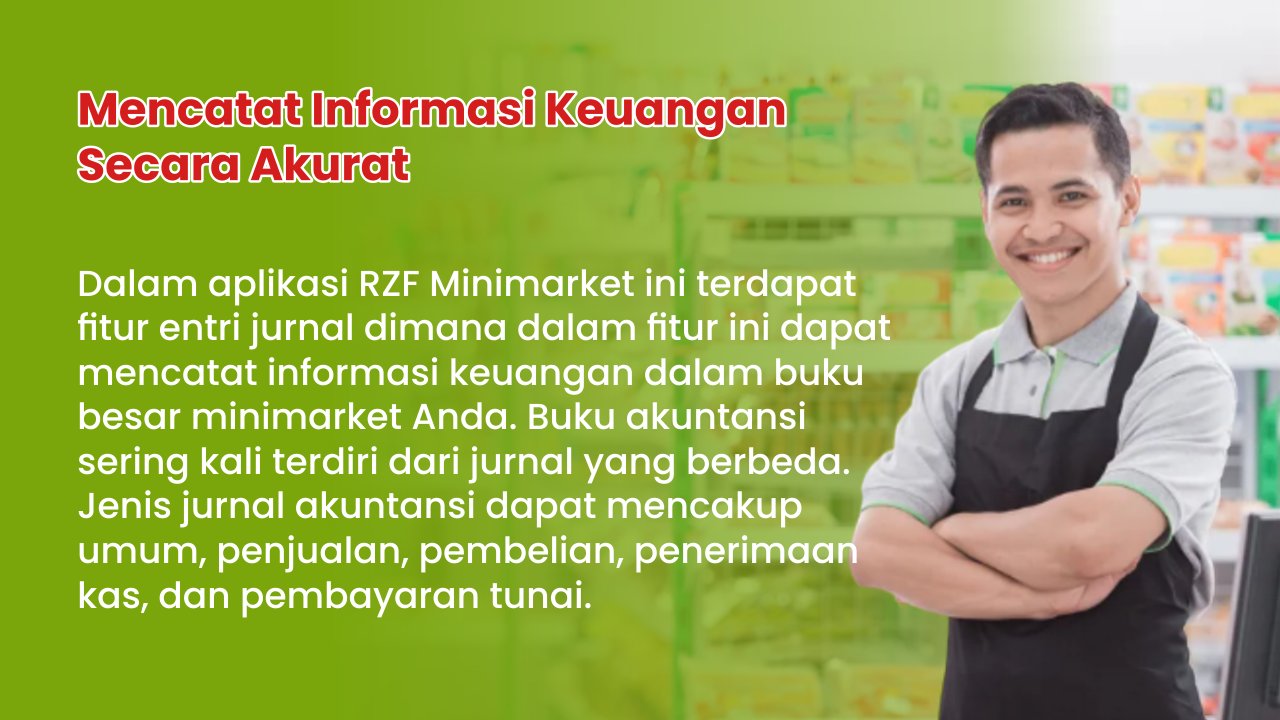 Mencatat Informasi Keuangan
Secara Akurat
Dalam aplikasi RZF Minimarket ini terdapat
fitur entri jurnal dimana dalam fitur ini dapat
mencatat informasi keuangan dalam buku
besar minimarket Anda. Buku akuntansi
sering kali terdiri dari jurnal yang berbeda.
Jenis jurnal akuntansi dapat mencakup
umum, penjualan, pembelian, penerimaan
kas, dan pembayaran tunai.